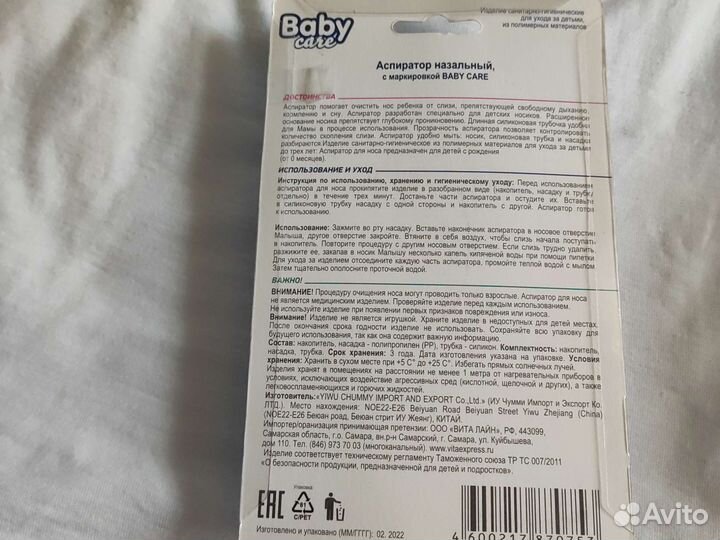 Baby
care
Изделие санитарно-гигиенические
для ухода за детьми,
из полимерных материалов
Аспиратор назальный,
с маркировкой BABY CARE
ДОСТОИНСТВА
Аспиратор помогает очистить нос ребенка от слизи, препятствующей свободному дыханию,
кормлению и сну. Аспиратор разработан специально для детских носиков. Расширенное
основание носика препятствует глубокому проникновению. Длинная силиконовая трубочка удобна
для Мамы в процессе использования. Прозрачность аспиратора позволяет контролировать
количество скопления слизи. Аспиратор удобно мыть: носик, силиконовая трубка и насадка
разбираются.Изделие санитарно-гигиеническое из полимерных материалов для ухода за детьми
до трех лет: Аспиратор для носа предназначен для детей с рождения
(от 0 месяцев).
ИСПОЛЬЗОВАНИЕ И УХОД
Инструкция по использованию, хранению и гигиеническому уходу: Перед использованием
аспиратора для носа прокипятите изделие в разобранном виде (накопитель, насадку и трубку
отдельно) в течение трех минут. Достаньте части аспиратора и остудите их. Вставьте
в силиконовую трубку насадку с одной стороны и накопитель с другой. Аспиратор готов
к использованию.
Использование: Зажмите во рту насадку. Вставьте наконечник аспиратора в носовое отверстие
Малыша, другое отверстие закройте. Втяните в себя воздух, чтобы слизь начала поступать
в накопитель. Повторите процедуру с другим носовым отверстием. Если слизь трудно удалить,
разжижите ее, закапав в носик Малышу несколько капель кипяченой воды при помощи пипетки.
Для ухода за изделием отсоедините каждую часть аспиратора, промойте теплой водой с мылом.
Затем тщательно ополосните проточной водой.
ВАЖНО!
ВНИМАНИЕ! Процедуру очищения носа могут проводить только взрослые. Аспиратор для носа
не является медицинским изделием. Проверяйте изделие перед каждым использованием.
Не используйте изделие при появлении первых признаков повреждения или износа.
Внимание! Изделие не является игрушкой. Храните изделие в недоступных для детей местах.
После окончания срока годности изделие не использовать. Сохраняйте всю упаковку для
будущего использования, так как она содержит важную информацию.
Состав: накопитель, насадка - полипропилен (РР), трубка - силикон. Комплектность: накопитель,
насадка, трубка. Срок хранения: 3 года. Дата изготовления указана на упаковке. Условия
хранения: Хранить в сухом месте при +5 С° до +25 С°. Избегать прямых солнечных лучей.
Изделия хранят в помещениях на расстоянии не менее 1 метра от нагревательных приборов в
условиях, исключающих воздействие агрессивных сред (кислотной, щелочной и других), а также
легковоспламеняющихся и горючих жидкостей.
Изготовитель:«YIWU CHUMMY IMPORT AND EXPORT Co.,Ltd.» (ИУ Чумми Импорт и Экспорт Ко.
ЛТД.). Место нахождения: NOE22-E26 Beiyuan Road Beiyuan Street Yiwu Zhejiang (China)
(NOE22-E26 Беюан роад, Беюан стрит ИУ Жеянг), КИТАЙ.
Импортер/организация принимающая претензии: ООО «ВИТА ЛАЙН», РФ, 443099,
Самарская область, г.о. Самара, вн.р-н Самарский, г. Самара, ул. Куйбышева,
дом 110. Тел. (846) 973 70 03 (многоканальный). www.vitaexpress.ru
Изделие соответствует техническому регламенту Таможенного союза ТР ТС 007/2011
«О безопасности продукции, предназначенной для детей и подростков».
EAC
Упаковка:
81
C/PET
Изготовлено и упаковано (ММ/ГГГГ): 02. 2022
4 600217 870753
Avito